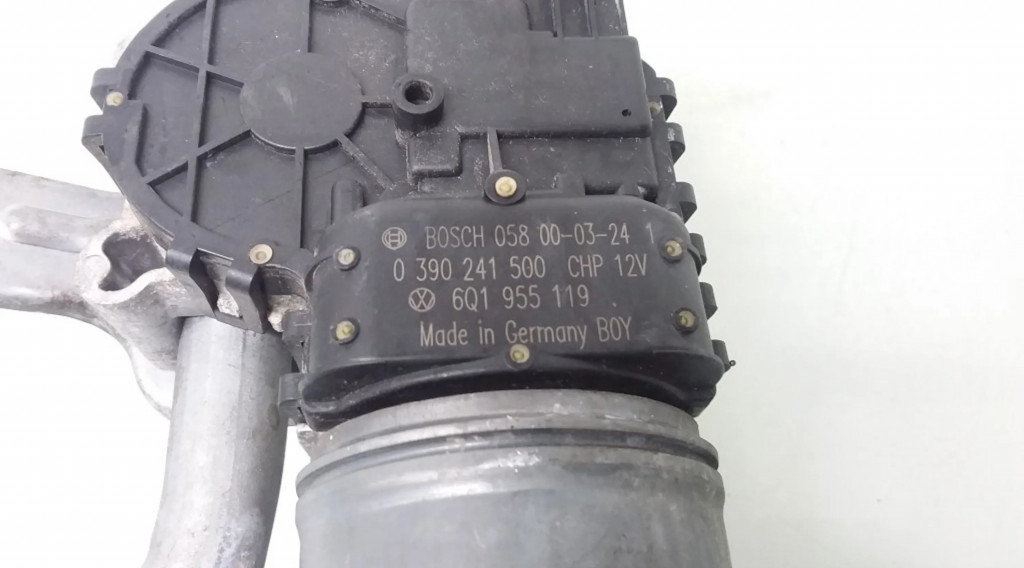 BOSCH 058 00-03-24 1
0 390 241 500 CHP 12V
6Q1 955 119
Made in Germany BOY